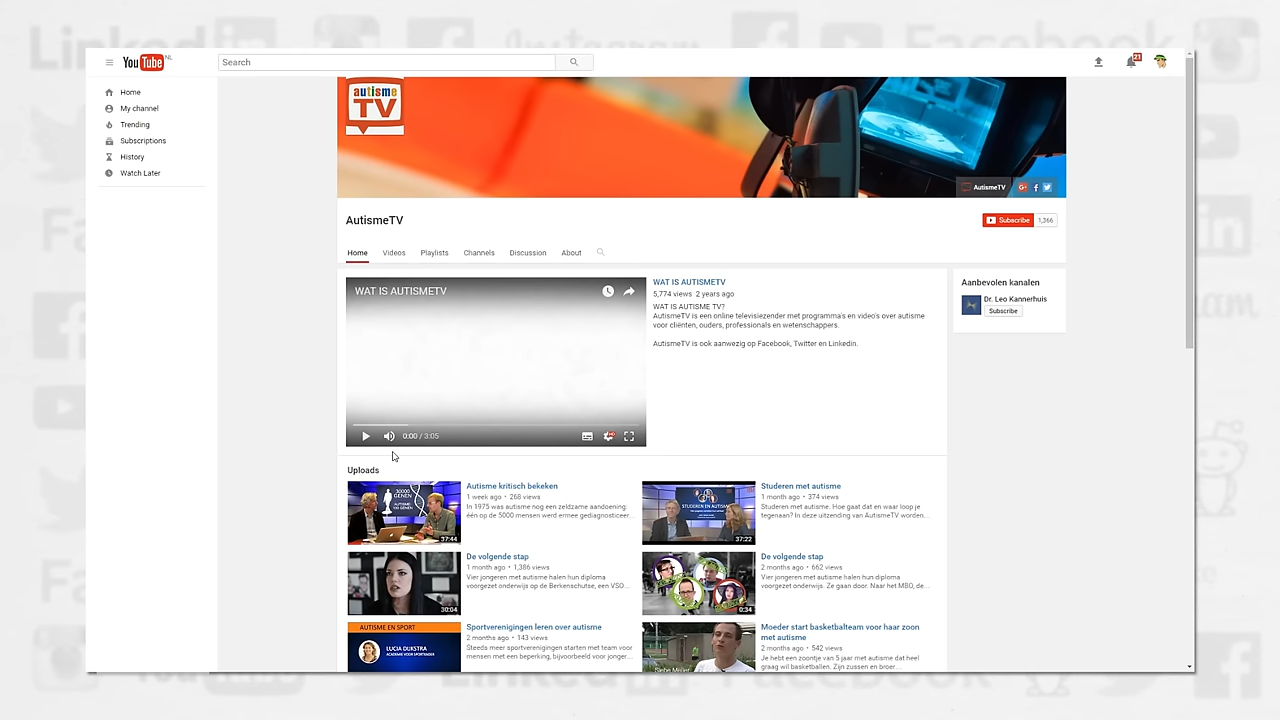 YouTube NL
Search
21
Home
My channel
Trending
Subscriptions
History
Watch Later
autisme
TV
AutismeTV
AutismeTV
Subscribe 1,366
Home Videos Playlists Channels Discussion About
WAT IS AUTISMETV
0:00 / 3:05
WAT IS AUTISMETV
5,774 views 2 years ago
WAT IS AUTISME TV?
AutismeTV is een online televisiezender met programma's en video's over autisme
voor cliënten, ouders, professionals en wetenschappers.
AutismeTV is ook aanwezig op Facebook, Twitter en Linkedin.
Aanbevolen kanalen
Dr. Leo Kannerhuis
Subscribe
Uploads
37:44
Autisme kritisch bekeken
1 week ago • 268 views
In 1975 was autisme nog een zeldzame aandoening:
één op de 5000 mensen werd ermee gediagnosticeer...
STUDEREN EN AUTISME
37:22
Studeren met autisme
1 month ago • 374 views
Studeren met autisme. Hoe gaat dat en waar loop je
tegenaan? In deze uitzending van AutismeTV worden...
30:04
De volgende stap
1 month ago • 1,386 views
Vier jongeren met autisme halen hun diploma
voorgezet onderwijs op de Berkenschutse, een VSO...
0:34
De volgende stap
2 months ago • 662 views
Vier jongeren met autisme halen hun diploma
voorgezet onderwijs. Ze gaan door. Naar het MBO, de...
AUTISME EN SPORT
LUCIA DIJKSTRA
Sportverenigingen leren over autisme
2 months ago • 143 views
Steeds meer sportverenigingen starten met team voor
mensen met een beperking, bijvoorbeeld voor jonger...
Moeder start basketbalteam voor haar zoon
met autisme
2 months ago • 542 views
Je hebt een zoontje van 5 jaar met autisme dat heel
graag wil basketballen. Zijn zussen en broer...
Facebook